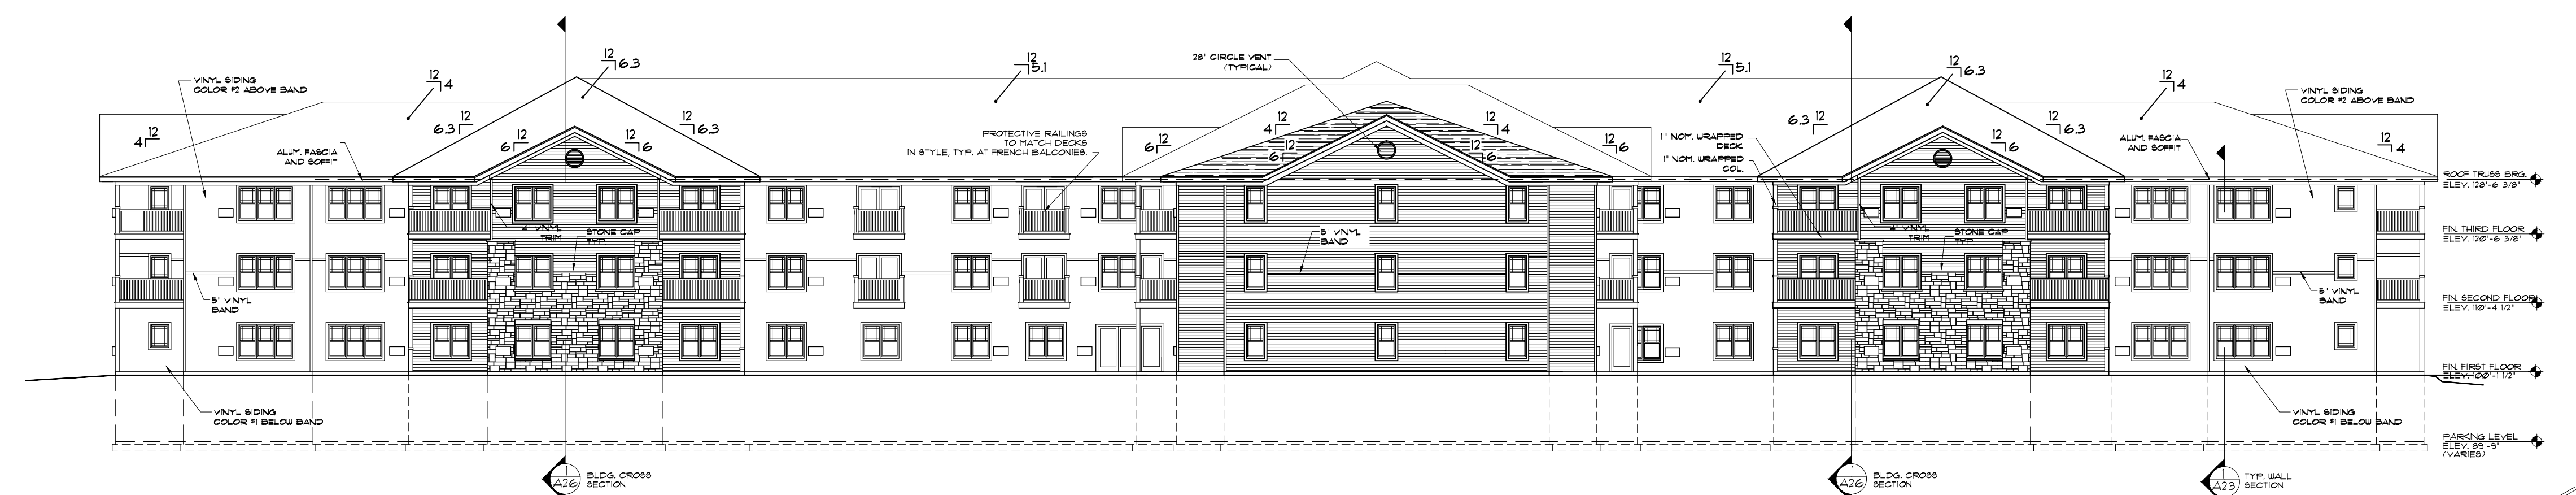 VINYL SIDING
COLOR #2 ABOVE BAND
12
4
12
6.3
12
5.1
28" CIRCLE VENT
(TYPICAL)
12
5.1
12
6.3
12
4
VINYL SIDING
COLOR #2 ABOVE BAND
12
4
ALUM. FASCIA
AND SOFFIT
12
6.3
12
6
12
6
12
6.3
PROTECTIVE RAILINGS
TO MATCH DECKS
IN STYLE, TYP. AT FRENCH BALCONIES.
12
6
12
4
6
12
4
6
12
6
1" NOM. WRAPPED
DECK
1" NOM. WRAPPED
COL.
12
6.3
12
6
12
6.3
ALUM. FASCIA
AND SOFFIT
12
4
ROOF TRUSS BRG.
ELEV. 128'-6 3/8"
4" VINYL
TRIM
STONE CAP
TYP.
5" VINYL
BAND
4" VINYL
TRIM
STONE CAP
TYP.
FIN. THIRD FLOOR
ELEV. 120'-6 3/8"
5" VINYL
BAND
5" VINYL
BAND
FIN. SECOND FLOOR
ELEV. 110'-4 1/2"
FIN. FIRST FLOOR
ELEV. 100'-1 1/2"
VINYL SIDING
COLOR #1 BELOW BAND
VINYL SIDING
COLOR #1 BELOW BAND
PARKING LEVEL
ELEV. 89'-9"
(VARIES)
1
A26
BLDG. CROSS
SECTION
1
A26
BLDG. CROSS
SECTION
1
A23
TYP. WALL
SECTION